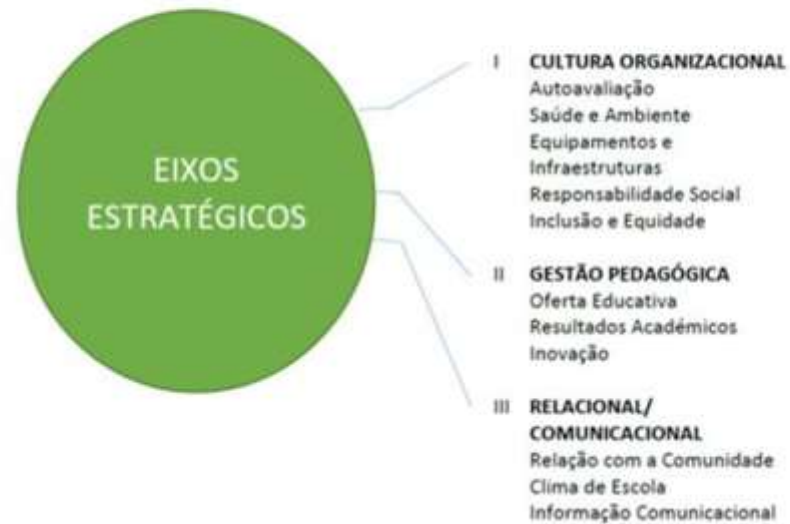 EIXOS
ESTRATÉGICOS
I CULTURA ORGANIZACIONAL
Autoavaliação
Saúde e Ambiente
Equipamentos e
Infraestruturas
Responsabilidade Social
Inclusão e Equidade
II GESTÃO PEDAGÓGICA
Oferta Educativa
Resultados Académicos
Inovação
III RELACIONAL/
COMUNICACIONAL
Relação com a Comunidade
Clima de Escola
Informação Comunicacional